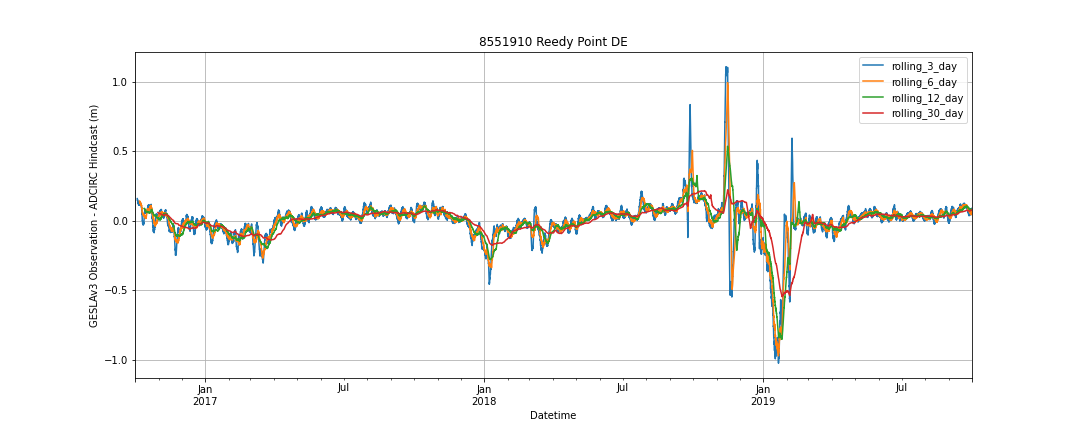 8551910 Reedy Point DE
rolling_3_day
rolling_6_day
rolling_12_day
rolling_30_day
GESLAv3 Observation - ADCIRC Hindcast (m)
1.0
0.5
0.0
−0.5
−1.0
Jan Jul Jan Jul Jan Jul
2017 2018 2019
Datetime